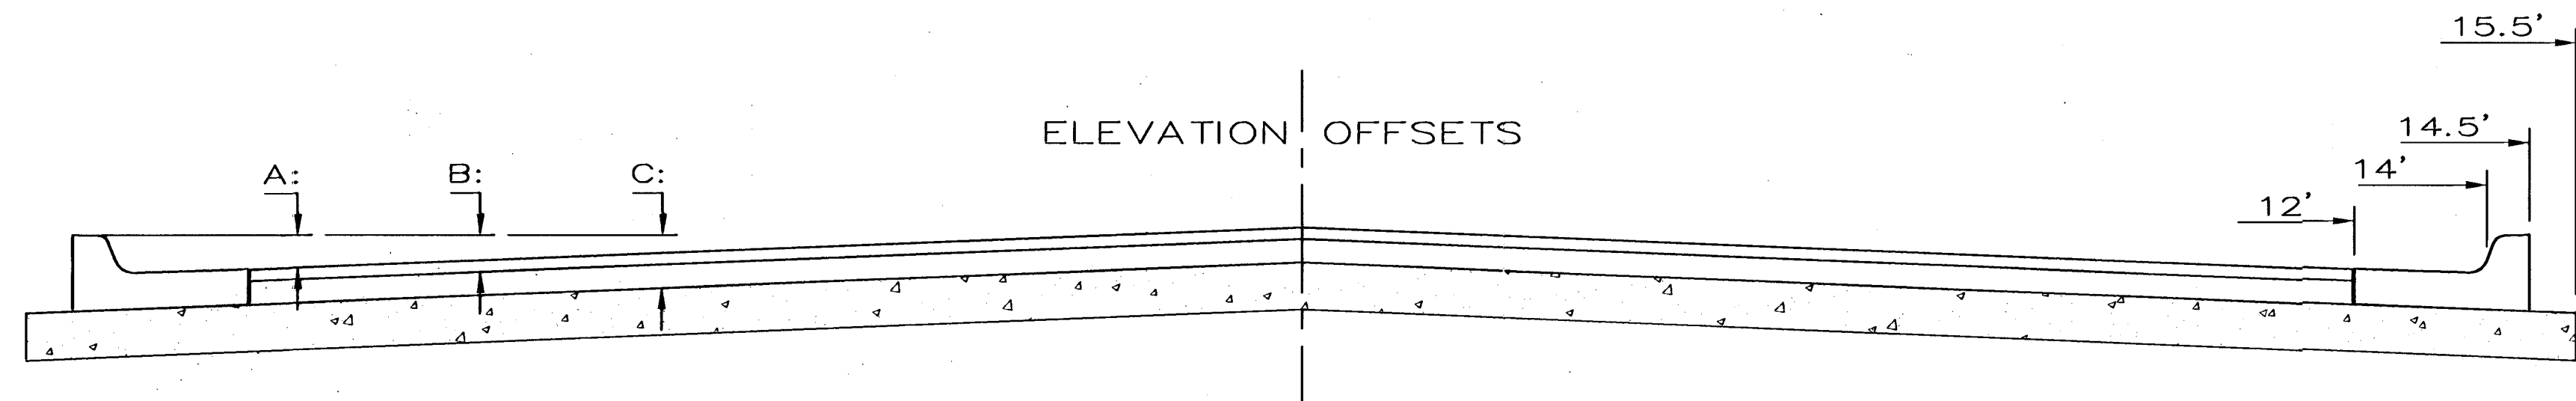 15.5'
ELEVATION OFFSETS
14.5'
A: B: C:
14'
12'